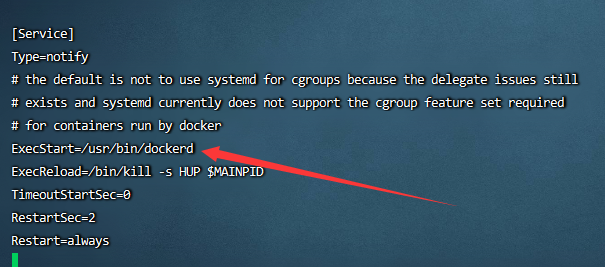 [Service]
Type=notify
# the default is not to use systemd for cgroups because the delegate issues still
# exists and systemd currently does not support the cgroup feature set required
# for containers run by docker
ExecStart=/usr/bin/dockerd
ExecReload=/bin/kill -s HUP $MAINPID
TimeoutStartSec=0
RestartSec=2
Restart=always